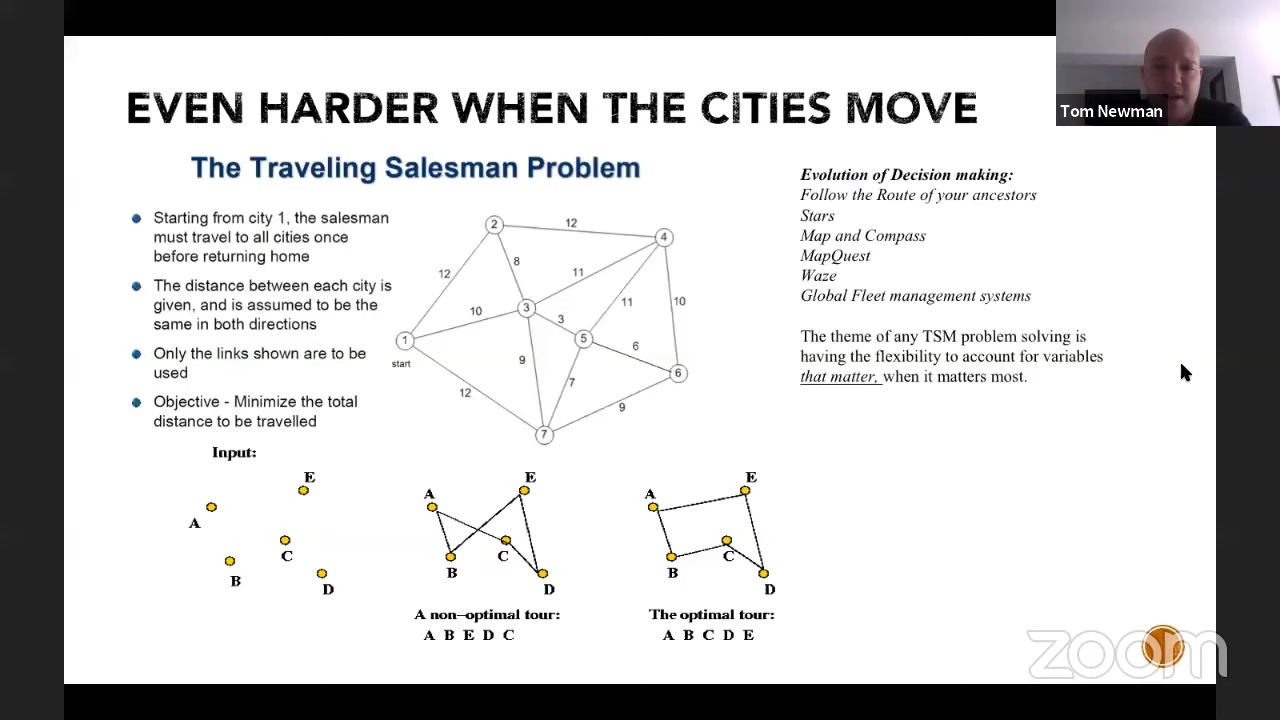 EVEN HARDER WHEN THE CITIES MOVE
Tom Newman
The Traveling Salesman Problem
Starting from city 1, the salesman
must travel to all cities once
before returning home
The distance between each city is
given, and is assumed to be the
same in both directions
Only the links shown are to be
used
Objective - Minimize the total
distance to be travelled
2
12
4
12
8
11
10
3
3
11
10
1
start
5
6
9
6
7
12
9
7
Evolution of Decision making:
Follow the Route of your ancestors
Stars
Map and Compass
MapQuest
Waze
Global Fleet management systems
The theme of any TSM problem solving is
having the flexibility to account for variables
that matter, when it matters most.
Input:
E
A
C
B
D
A
E
B
C
D
A non-optimal tour:
A B E D C
A
E
B
C
D
The optimal tour:
A B C D E
zoom